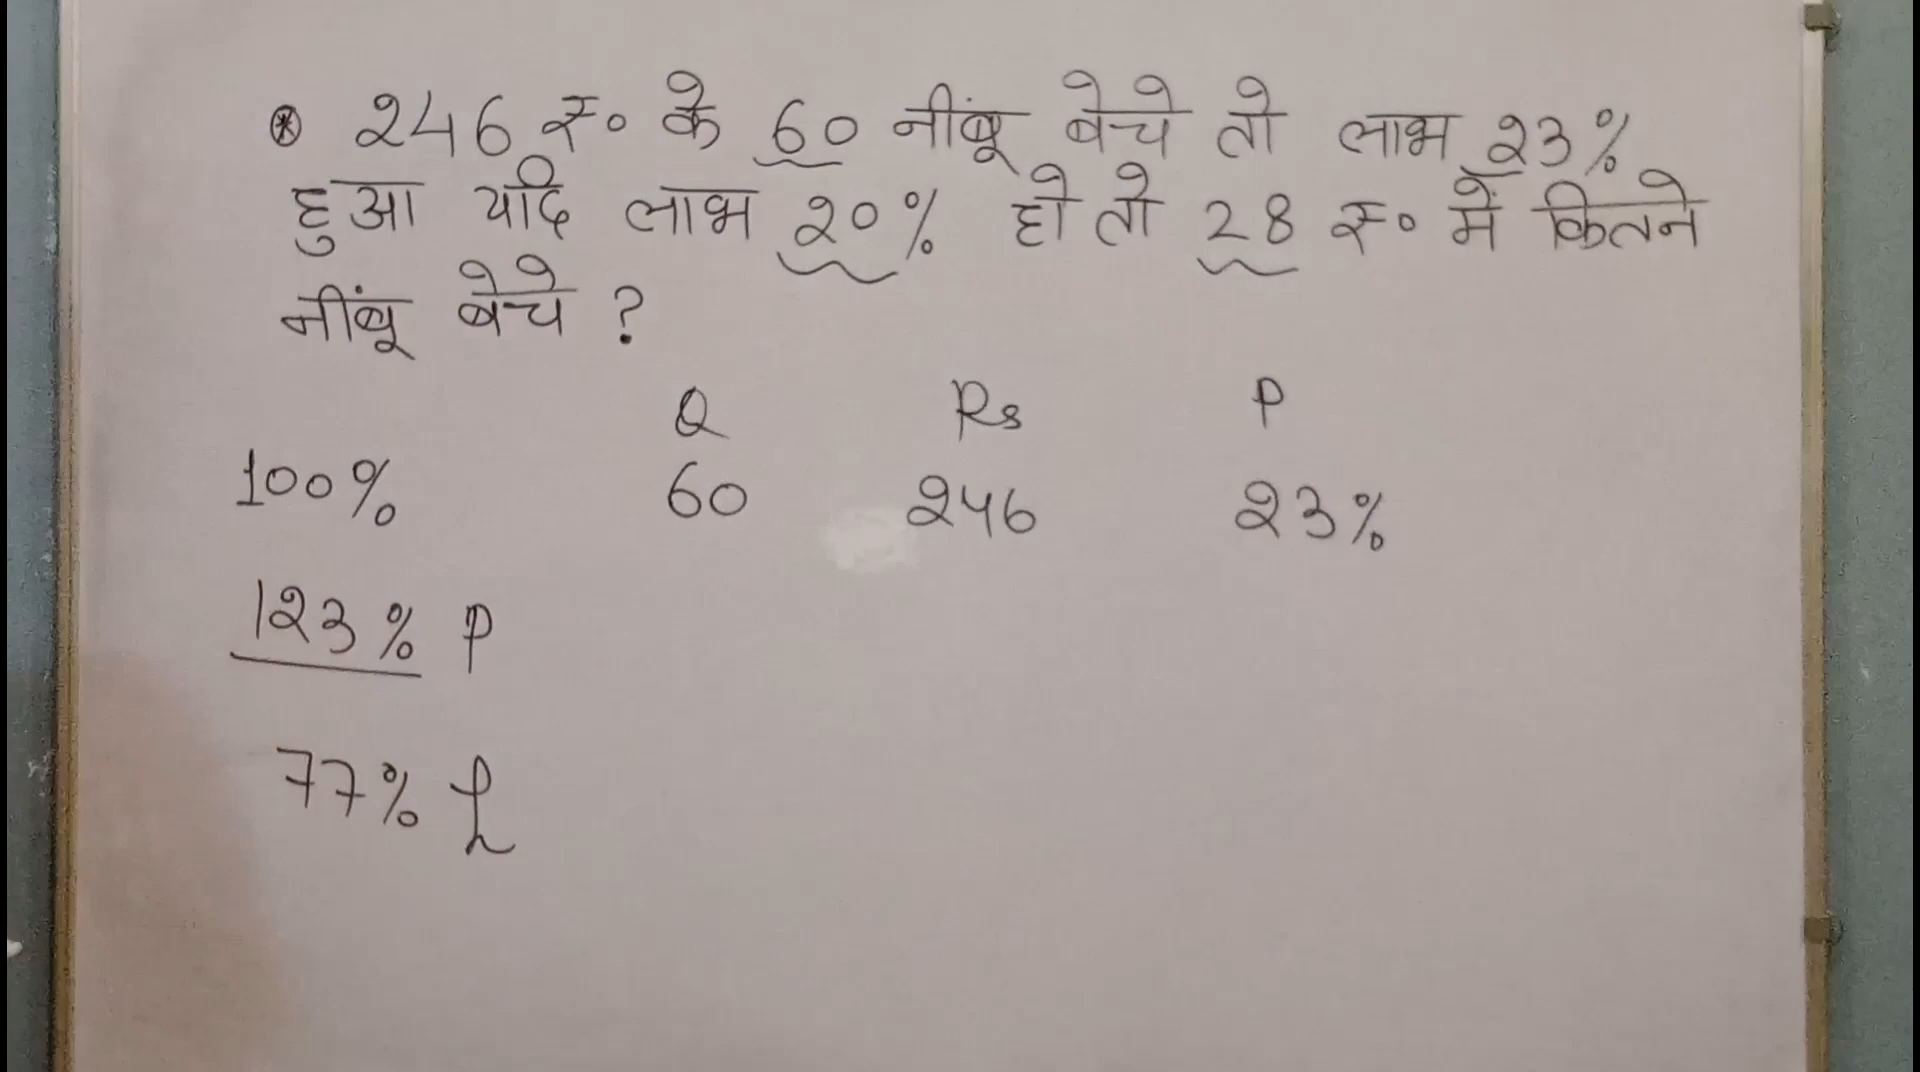 ⊛ 246 रु० के 60 नींबू बेचे तो लाभ 23%
हुआ यदि लाभ 20% हो तो 28 रु० में कितने
नींबू बेचे ?
Q Rs P
100% 60 246 23%
123% P
77% L